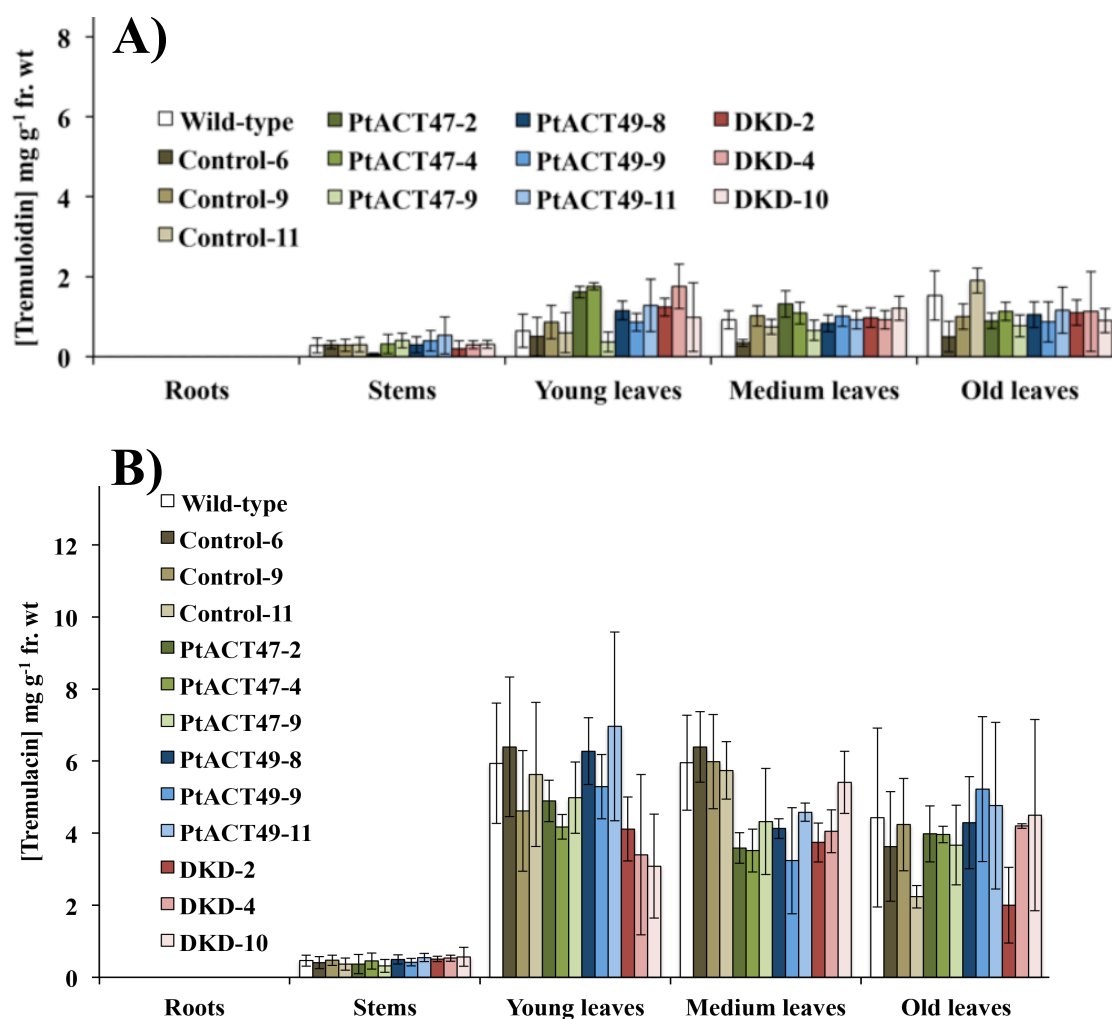 A)
[Tremuloidin] mg g-1 fr. wt
8
6
4
2
0
Wild-type PtACT47-2 PtACT49-8 DKD-2
Control-6 PtACT47-4 PtACT49-9 DKD-4
Control-9 PtACT47-9 PtACT49-11 DKD-10
Control-11
Roots Stems Young leaves Medium leaves Old leaves
B)
[Tremulacin] mg g-1 fr. wt
12
10
8
6
4
2
0
Wild-type
Control-6
Control-9
Control-11
PtACT47-2
PtACT47-4
PtACT47-9
PtACT49-8
PtACT49-9
PtACT49-11
DKD-2
DKD-4
DKD-10
Roots Stems Young leaves Medium leaves Old leaves